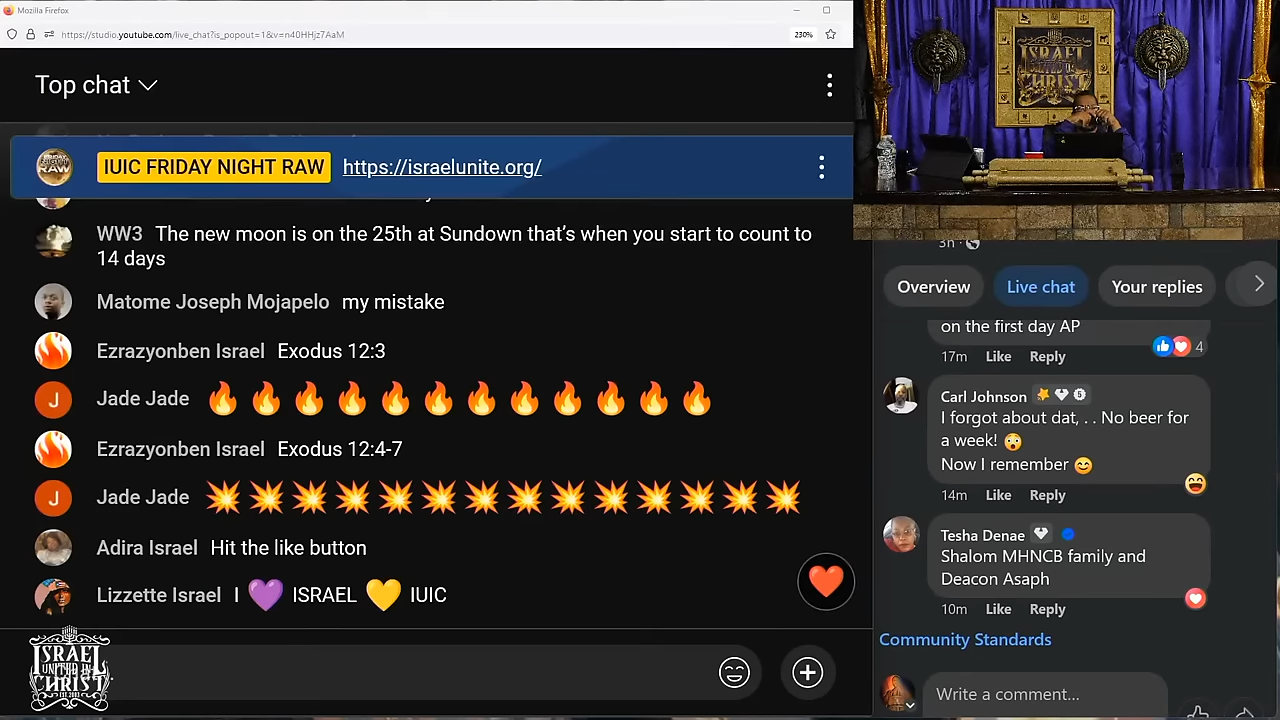 Mozilla Firefox
https://studio.youtube.com/live_chat?is_popout=1&v=n40HHjz7AaM
230%
Top chat
IUIC FRIDAY NIGHT RAW https://israelunite.org/
WW3 The new moon is on the 25th at Sundown that’s when you start to count to
14 days
Matome Joseph Mojapelo my mistake
Ezrazyonben Israel Exodus 12:3
J Jade Jade 🔥🔥🔥🔥🔥🔥🔥🔥🔥🔥🔥🔥
Ezrazyonben Israel Exodus 12:4-7
J Jade Jade 💥💥💥💥💥💥💥💥💥💥💥💥💥💥
Adira Israel Hit the like button
Lizzette Israel I 💜 ISRAEL 💛 IUIC
ISRAEL
UNITED IN
CHRIST
EST. 2003
ISRAEL
UNITED IN
CHRIST
3h
Overview Live chat Your replies
on the first day AP
4
17m Like Reply
Carl Johnson
I forgot about dat, . . No beer for
a week! 😳
Now I remember 😊
14m Like Reply
Tesha Denae
Shalom MHNCB family and
Deacon Asaph
10m Like Reply
Community Standards
Write a comment...